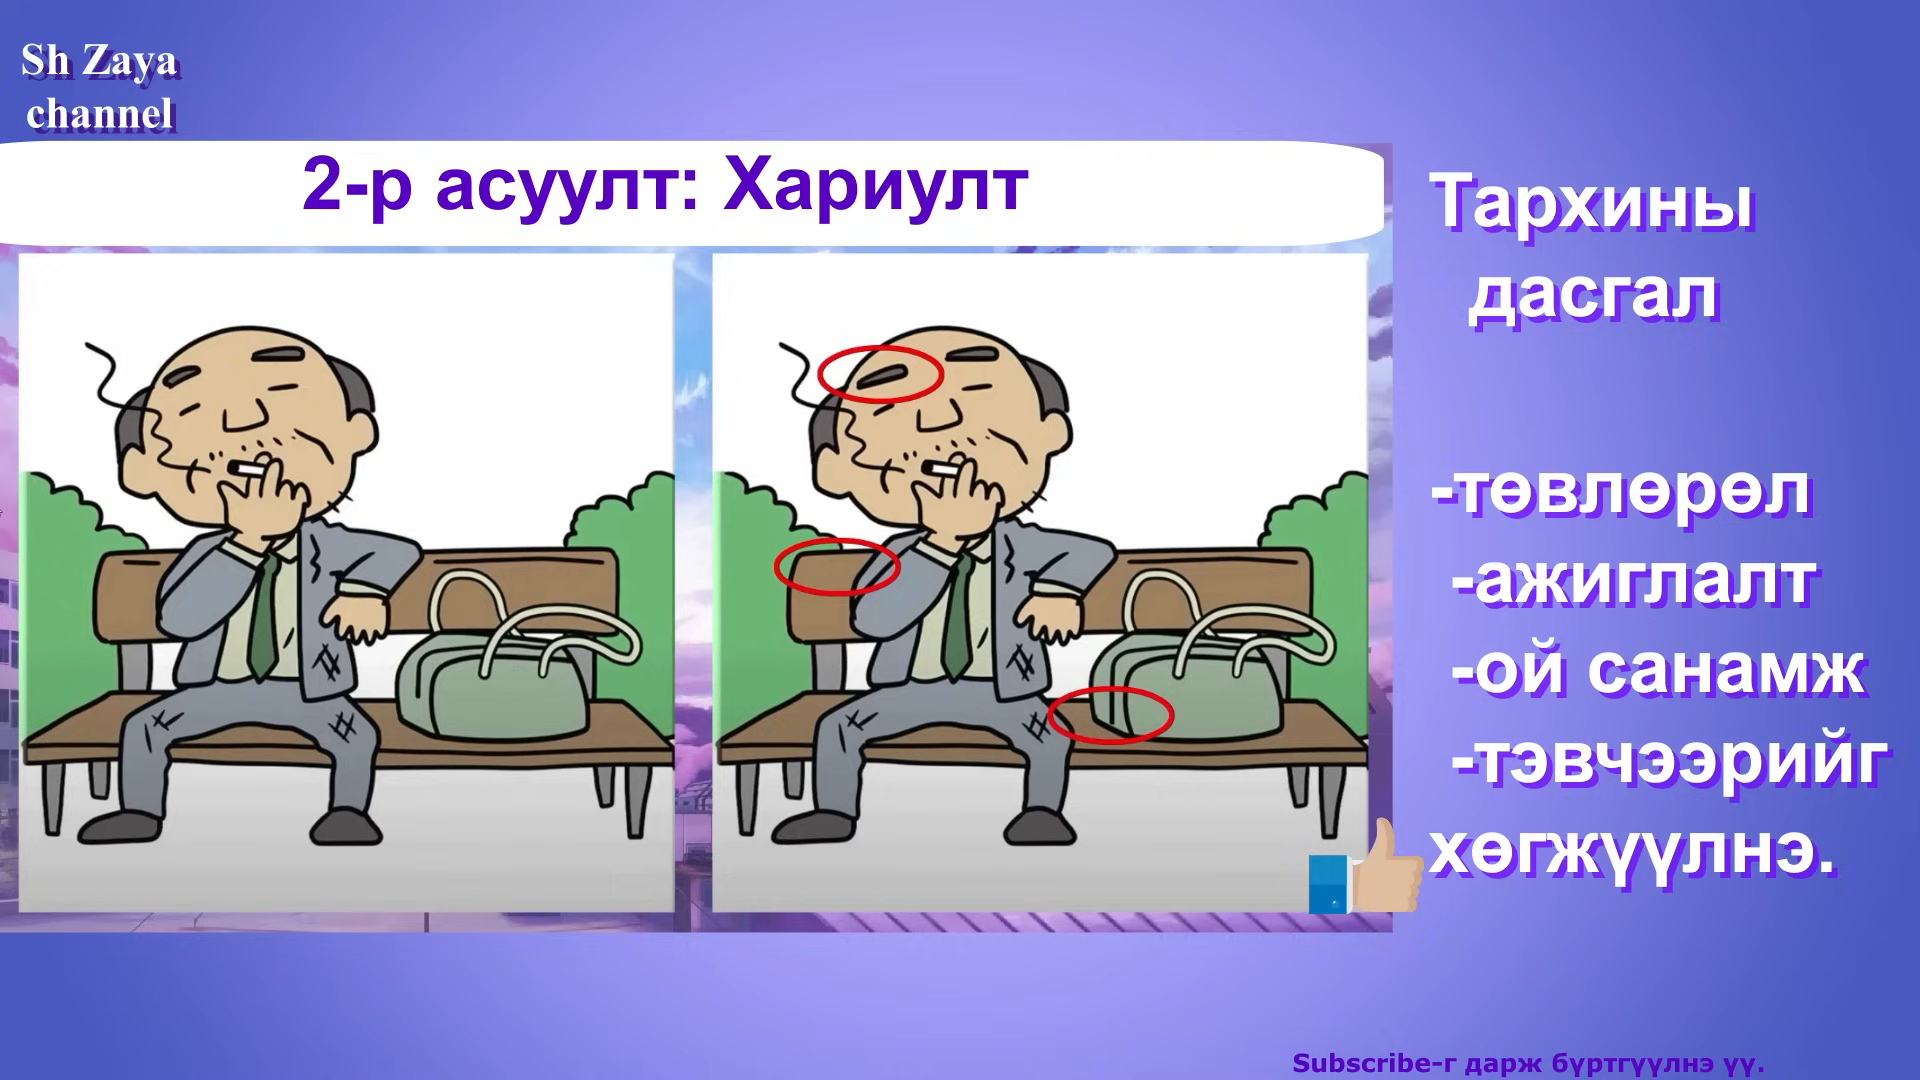 Sh Zaya
channel
2-р асуулт: Хариулт
Тархины
дасгал
-төвлөрөл
-ажиглалт
-ой санамж
-тэвчээрийг
хөгжүүлнэ.
Subscribe-г дарж бүртгүүлнэ үү.